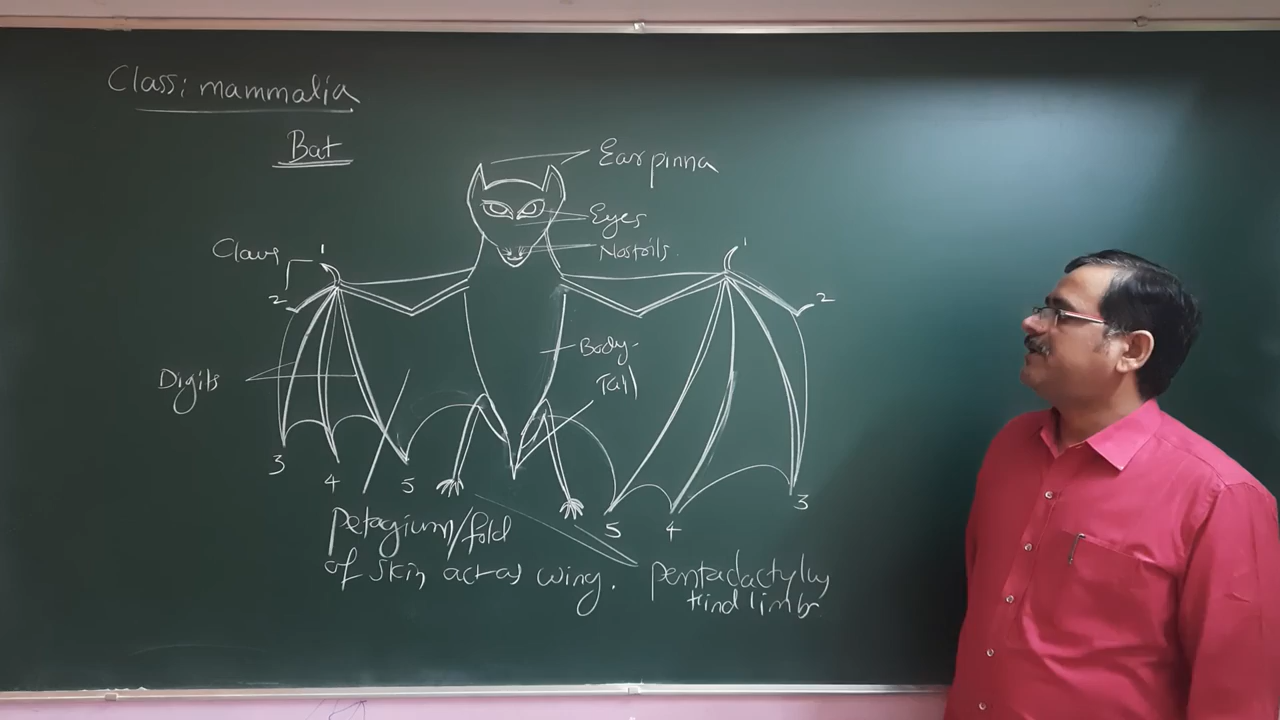 Class: mammalia
Bat
Ear pinna
Eyes
Nostrils.
Claws
1
2
1
2
Body
Tail
Digits
3
4
5
5
4
3
Petagium/fold
of skin act as wing.
pentadactyly
Hind limbs